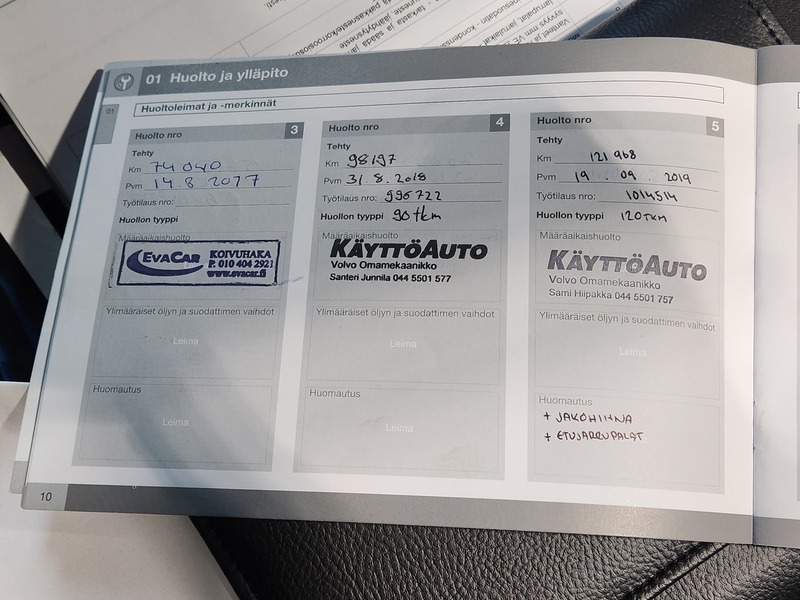 01 Huolto ja ylläpito
01
Huoltoleimat ja -merkinnät
Huolto nro 3
Tehty
Km 74 040
Pvm 14.8.2017
Työtilaus nro:
Huollon tyyppi
Määräaikaishuolto
EVACAR
KOIVUHAKA
P. 010 404 2921
www.evacar.fi
Ylimääräiset öljyn ja suodattimen vaihdot
Leima
Huomautus
Leima
Huolto nro 4
Tehty
Km 98197
Pvm 31.8.2018
Työtilaus nro: 996722
Huollon tyyppi 90tkm
Määräaikaishuolto
KÄYTTÖAUTO
Volvo Omamekaanikko
Santeri Junnila 044 5501 577
Ylimääräiset öljyn ja suodattimen vaihdot
Leima
Huomautus
Leima
Huolto nro 5
Tehty
Km 121 968
Pvm 19.09.2019
Työtilaus nro: 1014514
Huollon tyyppi 120TKM
Määräaikaishuolto
KÄYTTÖAUTO
Volvo Omamekaanikko
Sami Hiipakka 044 5501 757
Ylimääräiset öljyn ja suodattimen vaihdot
Leima
Huomautus
+ JAKOHIHNA
+ ETUJARRUPALAT
10